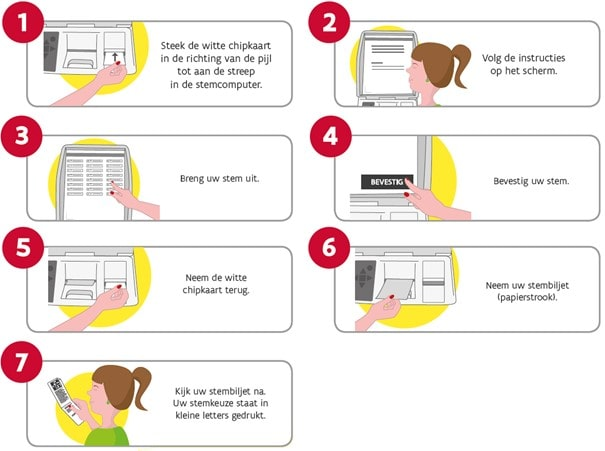 1
Steek de witte chipkaart
in de richting van de pijl
tot aan de streep
in de stemcomputer.
2
Volg de instructies
op het scherm.
3
Breng uw stem uit.
4
BEVESTIG
Bevestig uw stem.
5
Neem de witte
chipkaart terug.
6
Neem uw stembiljet
(papierstrook).
7
Kijk uw stembiljet na.
Uw stemkeuze staat in
kleine letters gedrukt.